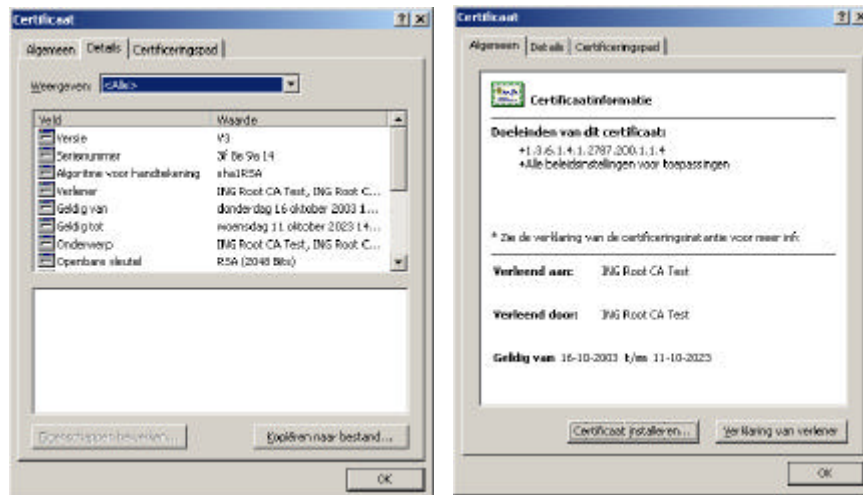 Certificaat
Algemeen Details Certificeringspad
Weergeven: <Alle>
Veld Waarde
Versie V3
Serienummer 3f 8e 9a 14
Algoritme voor handtekening sha1RSA
Verlener ING Root CA Test, ING Root C...
Geldig van donderdag 16 oktober 2003 1...
Geldig tot woensdag 11 oktober 2023 14...
Onderwerp ING Root CA Test, ING Root C...
Openbare sleutel RSA (2048 Bits)
Eigenschappen bewerken...
Kopiëren naar bestand...
OK
Certificaat
Algemeen Details Certificeringspad
Certificaatinformatie
Doeleinden van dit certificaat:
•1.3.6.1.4.1.2787.200.1.1.4
•Alle beleidsinstellingen voor toepassingen
* Zie de verklaring van de certificeringsinstantie voor meer info
Verleend aan: ING Root CA Test
Verleend door: ING Root CA Test
Geldig van 16-10-2003 t/m 11-10-2023
Certificaat installeren...
Verklaring van verlener
OK